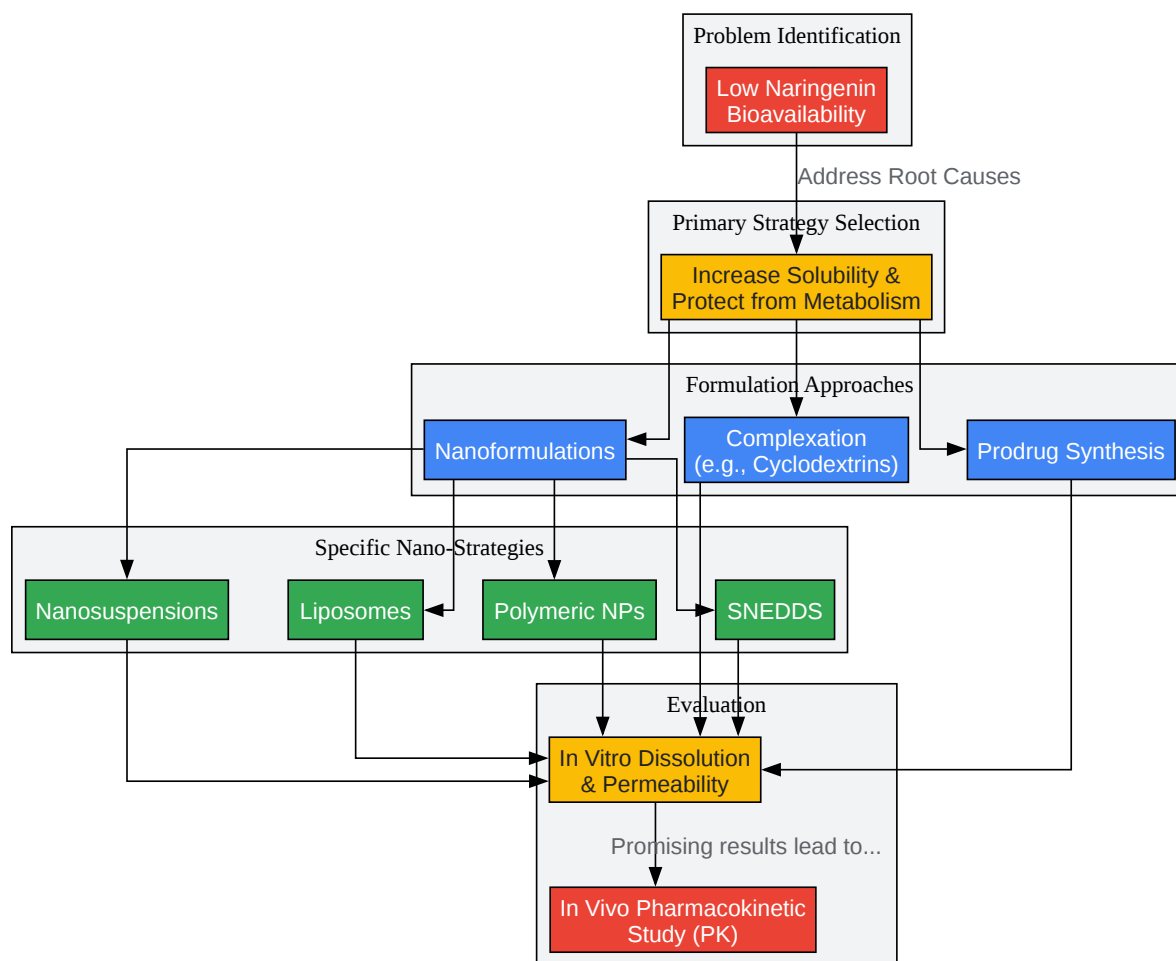 Problem Identification
Low Naringenin
Bioavailability
Address Root Causes
Primary Strategy Selection
Increase Solubility &
Protect from Metabolism
Formulation Approaches
Nanoformulations
Complexation
(e.g., Cyclodextrins)
Prodrug Synthesis
Specific Nano-Strategies
Nanosuspensions
Liposomes
Polymeric NPs
SNEDDS
Evaluation
In Vitro Dissolution
& Permeability
Promising results lead to...
In Vivo Pharmacokinetic
Study (PK)